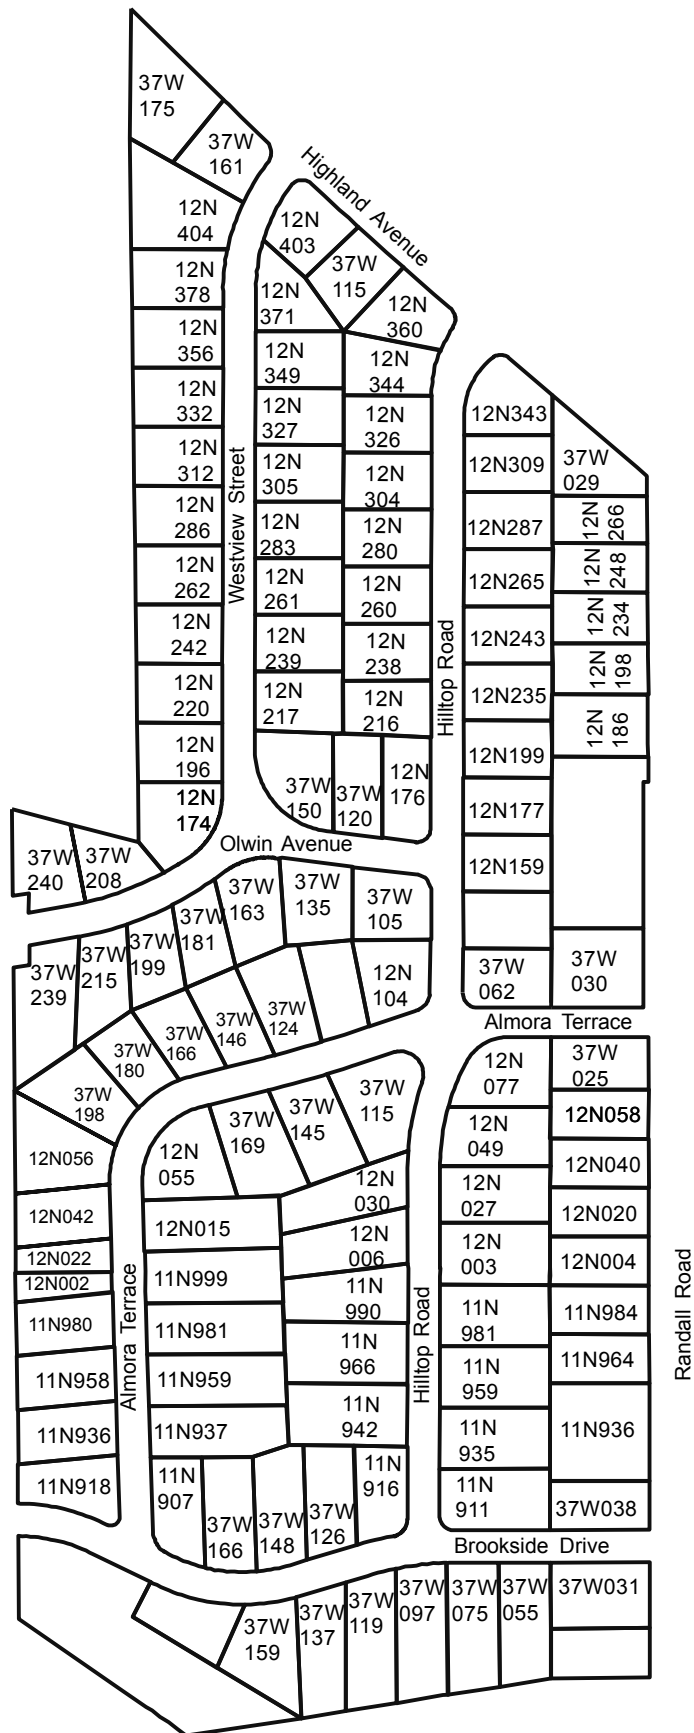 37W
175
37W
161
Highland Avenue
12N
404
12N
403
37W
115
12N
360
12N
378
12N
371
12N
356
12N
349
12N
344
12N
332
12N
327
12N
326
12N343
12N
312
12N
305
12N
304
12N309
37W
029
12N
286
12N
283
12N
280
12N287
12N
266
12N
262
12N
261
12N
260
12N265
12N
248
12N
242
12N
239
12N
238
12N243
12N
234
12N
220
12N
217
12N
216
12N235
12N
198
12N
196
12N199
12N
186
Westview Street
Hilltop Road
12N
174
37W
150
37W
120
12N
176
12N177
Olwin Avenue
12N159
37W
240
37W
208
37W
163
37W
135
37W
105
37W
239
37W
215
37W
199
37W
181
12N
104
37W
062
37W
030
37W
198
37W
180
37W
166
37W
146
37W
124
Almora Terrace
12N
077
37W
025
37W
115
37W
145
37W
169
12N
055
12N056
12N
049
12N058
12N042
12N015
12N
030
12N
027
12N040
12N022
12N002
11N999
12N
006
12N
003
12N020
12N004
11N980
11N981
11N
990
11N
981
11N984
11N958
11N959
11N
966
11N
959
11N964
11N936
11N937
11N
942
11N
935
11N936
11N918
11N
907
37W
166
37W
148
37W
126
11N
916
11N
911
37W038
Almora Terrace
Hilltop Road
Randall Road
Brookside Drive
37W
159
37W
137
37W
119
37W
097
37W
075
37W
055
37W031